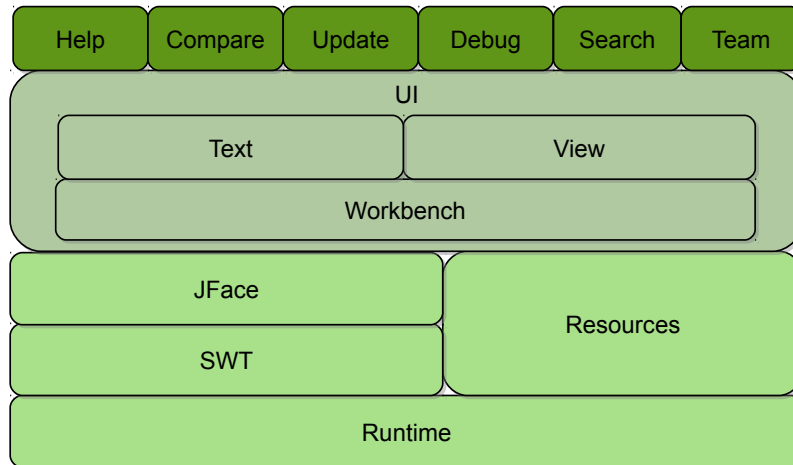 Help Compare Update Debug Search Team
UI
Text View
Workbench
JFace
Resources
SWT
Runtime